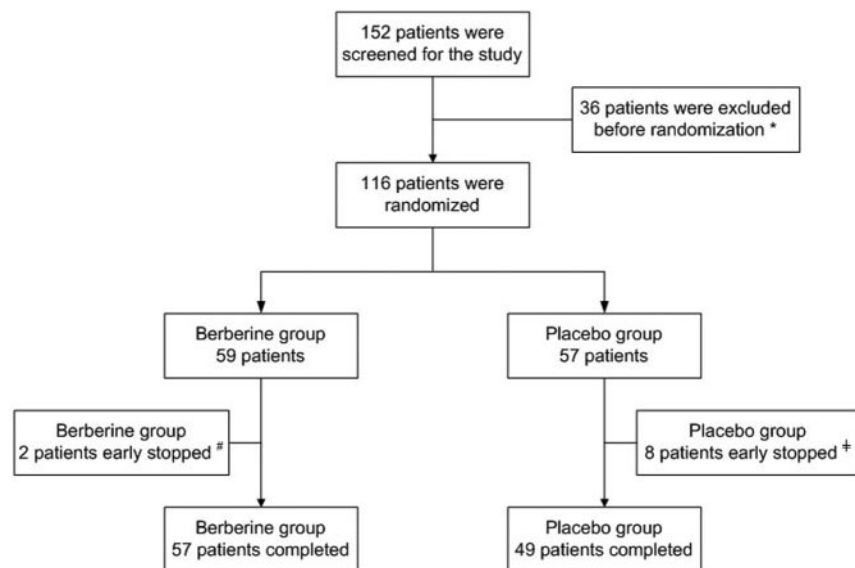 152 patients were
screened for the study
36 patients were excluded
before randomization *
116 patients were
randomized
Berberine group
59 patients
Placebo group
57 patients
Berberine group
2 patients early stopped #
Placebo group
8 patients early stopped ǂ
Berberine group
57 patients completed
Placebo group
49 patients completed